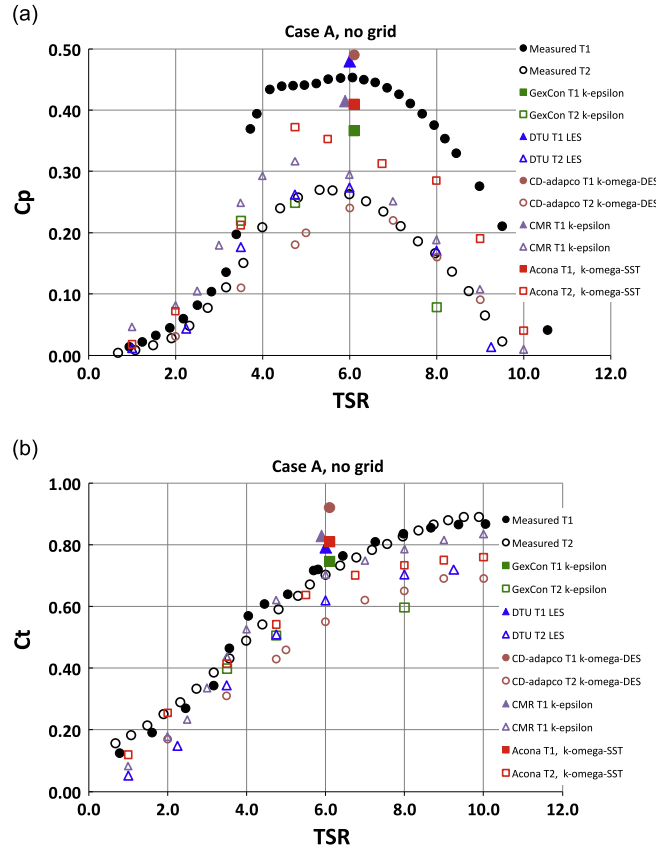 (a)
Case A, no grid
0.50
0.40
0.30
0.20
0.10
0.00
Cp
0.0 2.0 4.0 6.0 8.0 10.0 12.0
TSR
Measured T1
Measured T2
GexCon T1 k-epsilon
GexCon T2 k-epsilon
DTU T1 LES
DTU T2 LES
CD-adapco T1 k-omega-DES
CD-adapco T2 k-omega-DES
CMR T1 k-epsilon
CMR T1 k-epsilon
Acona T1, k-omega-SST
Acona T2, k-omega-SST
(b)
Case A, no grid
1.00
0.80
0.60
0.40
0.20
0.00
Ct
0.0 2.0 4.0 6.0 8.0 10.0 12.0
TSR
Measured T1
Measured T2
GexCon T1 k-epsilon
GexCon T2 k-epsilon
DTU T1 LES
DTU T2 LES
CD-adapco T1 k-omega-DES
CD-adapco T2 k-omega-DES
CMR T1 k-epsilon
CMR T1 k-epsilon
Acona T1, k-omega-SST
Acona T2, k-omega-SST